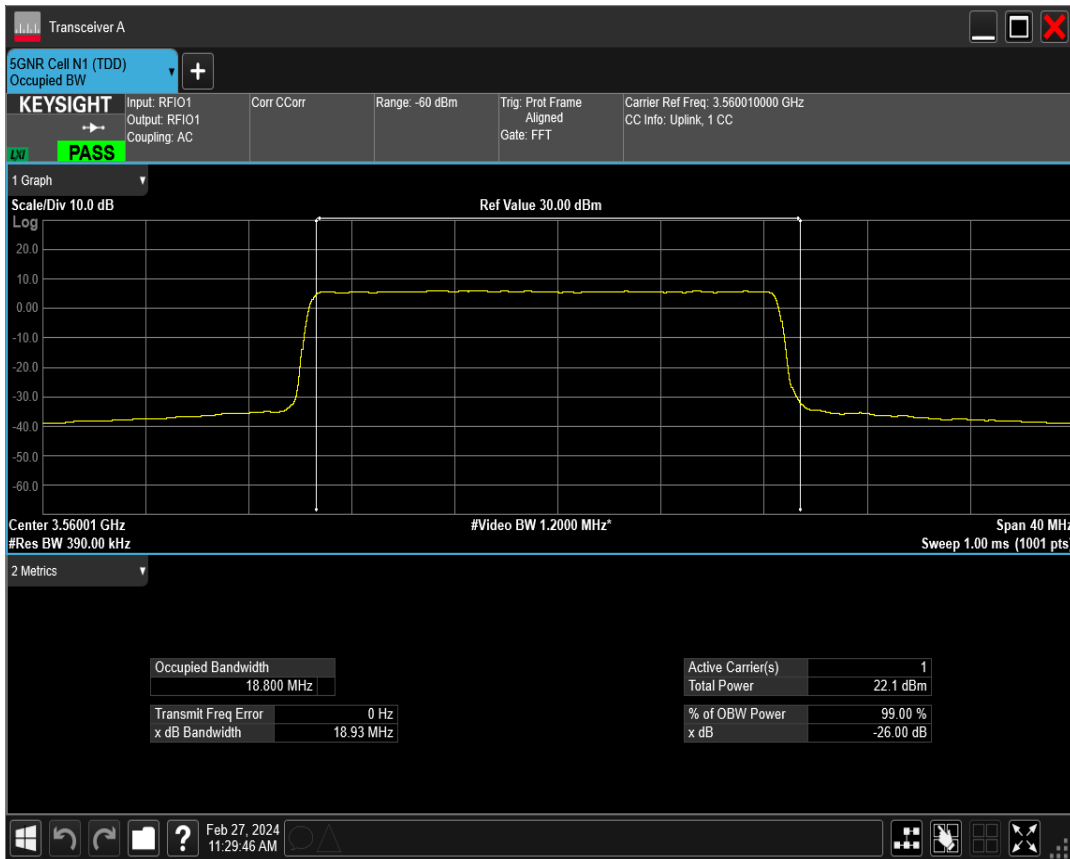 Transceiver A
5GNR Cell N1 (TDD)
Occupied BW
KEYSIGHT
LXI
PASS
Input: RFIO1
Output: RFIO1
Coupling: AC
Corr CCorr
Range: -60 dBm
Trig: Prot Frame
Aligned
Gate: FFT
Carrier Ref Freq: 3.560010000 GHz
CC Info: Uplink, 1 CC
1 Graph
Scale/Div 10.0 dB
Ref Value 30.00 dBm
Log
20.0
10.0
0.00
-10.0
-20.0
-30.0
-40.0
-50.0
-60.0
Center 3.56001 GHz
#Video BW 1.2000 MHz*
Span 40 MHz
#Res BW 390.00 kHz
Sweep 1.00 ms (1001 pts)
2 Metrics
Occupied Bandwidth
18.800 MHz
Transmit Freq Error 0 Hz
x dB Bandwidth 18.93 MHz
Active Carrier(s) 1
Total Power 22.1 dBm
% of OBW Power 99.00 %
x dB -26.00 dB
?
Feb 27, 2024
11:29:46 AM